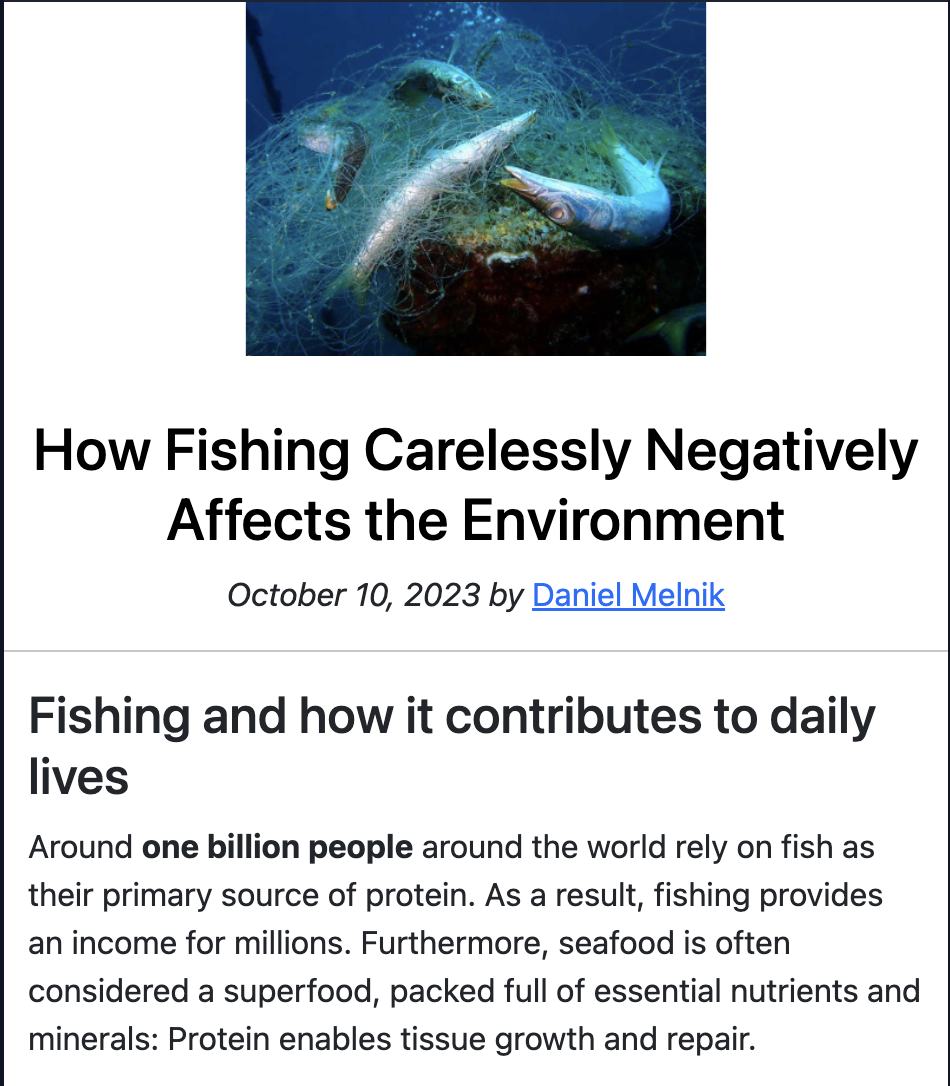 How Fishing Carelessly Negatively
Affects the Environment
October 10, 2023 by Daniel Melnik
Fishing and how it contributes to daily
lives
Around one billion people around the world rely on fish as
their primary source of protein. As a result, fishing provides
an income for millions. Furthermore, seafood is often
considered a superfood, packed full of essential nutrients and
minerals: Protein enables tissue growth and repair.